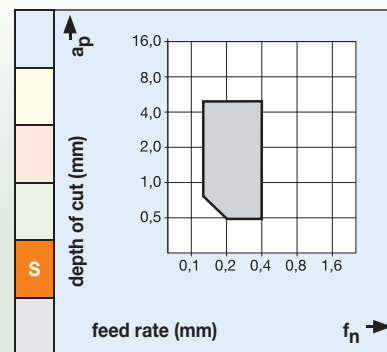 a_p
depth of cut (mm)
16,0
8,0
4,0
2,0
1,0
0,5
0,1 0,2 0,4 0,8 1,6
S
feed rate (mm) f_n